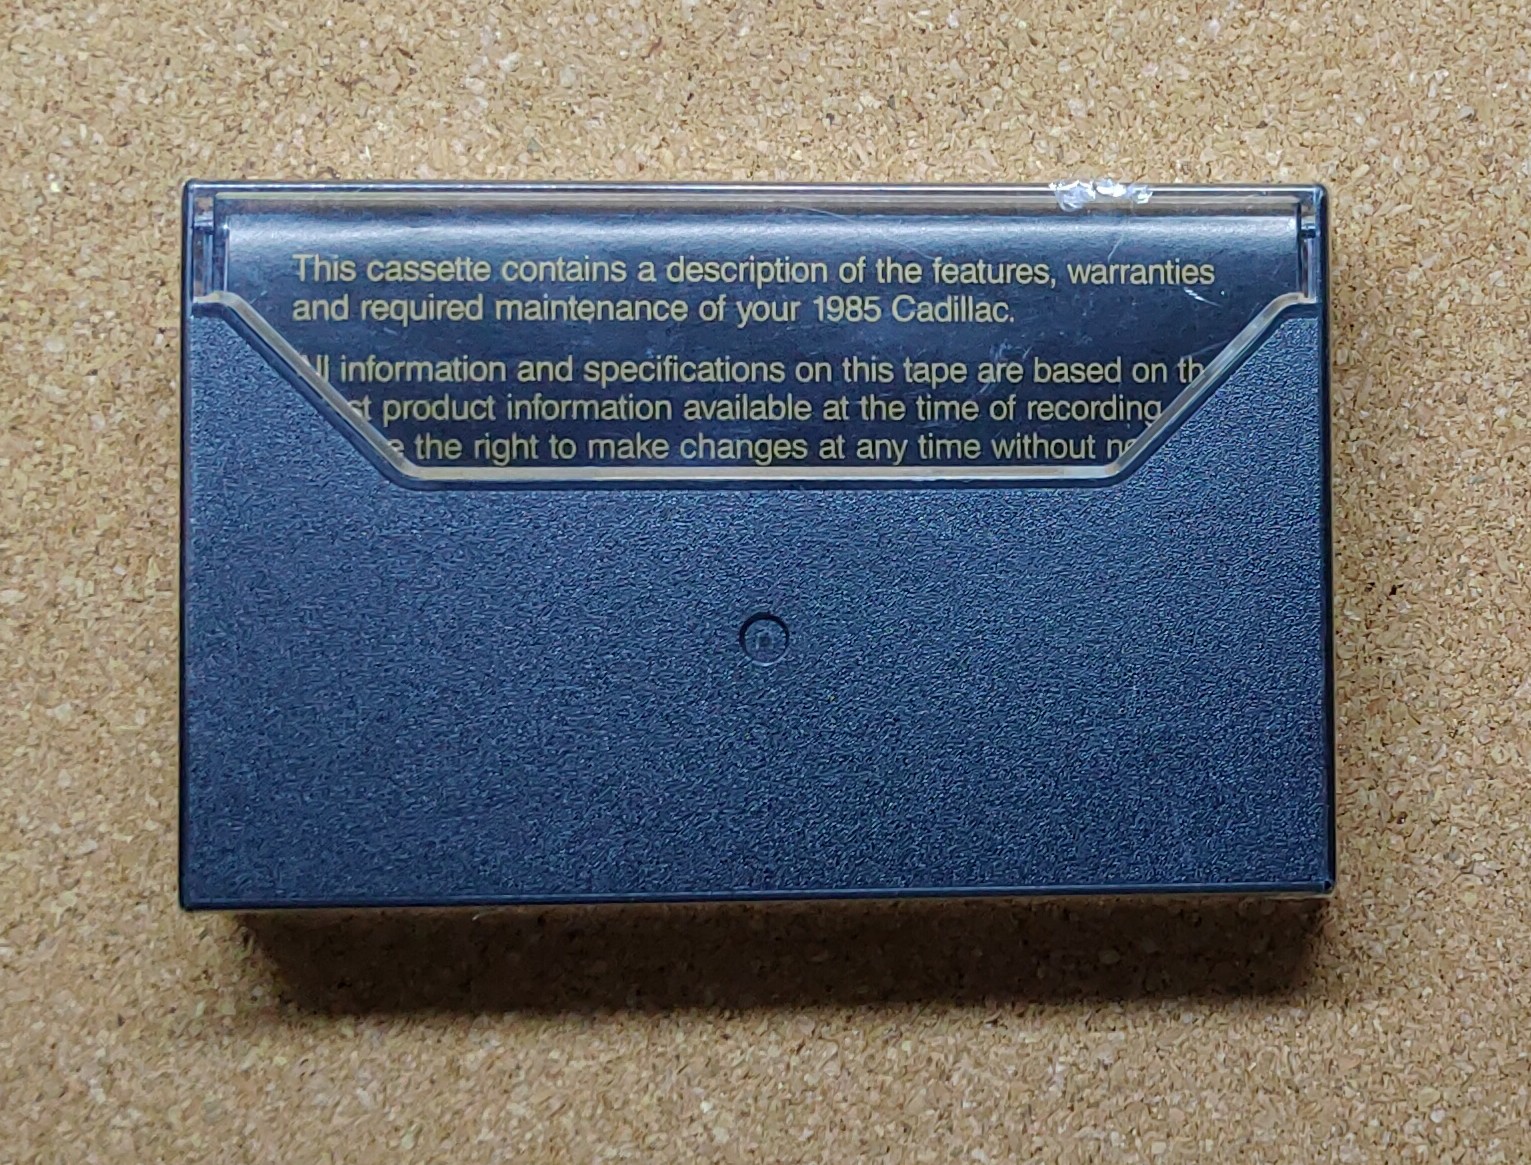 This cassette contains a description of the features, warranties
and required maintenance of your 1985 Cadillac.
All information and specifications on this tape are based on
product information available at the time of recording
the right to make changes at any time without